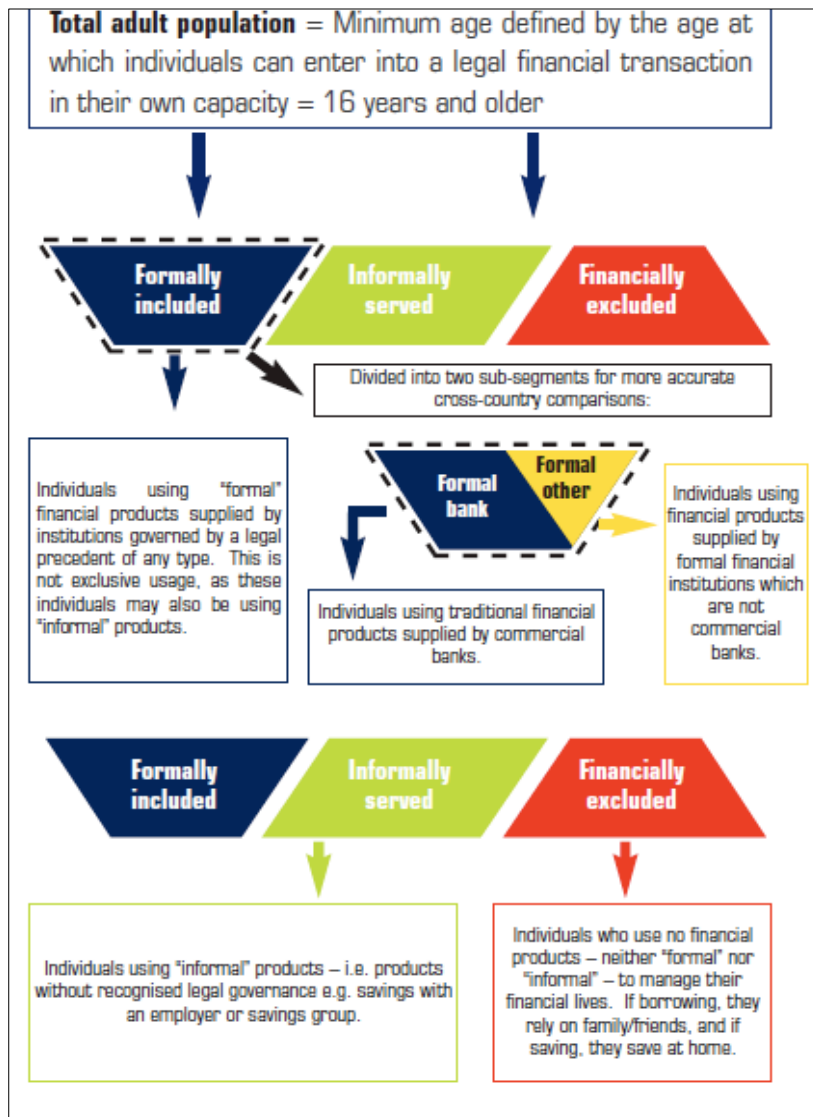 Total adult population = Minimum age defined by the age at
which individuals can enter into a legal financial transaction
in their own capacity = 16 years and older
Formally
included
Informally
served
Financially
excluded
Divided into two sub-segments for more accurate
cross-country comparisons:
Individuals using "formal"
financial products supplied by
institutions governed by a legal
precedent of any type. This is
not exclusive usage, as these
individuals may also be using
"informal" products.
Formal
bank
Formal
other
Individuals using traditional financial
products supplied by commercial
banks.
Individuals using
financial products
supplied by
formal financial
institutions which
are not
commercial
banks.
Formally
included
Informally
served
Financially
excluded
Individuals using "informal" products – i.e. products
without recognised legal governance e.g. savings with
an employer or savings group.
Individuals who use no financial
products – neither "formal" nor
"informal" – to manage their
financial lives. If borrowing, they
rely on family/friends, and if
saving, they save at home.